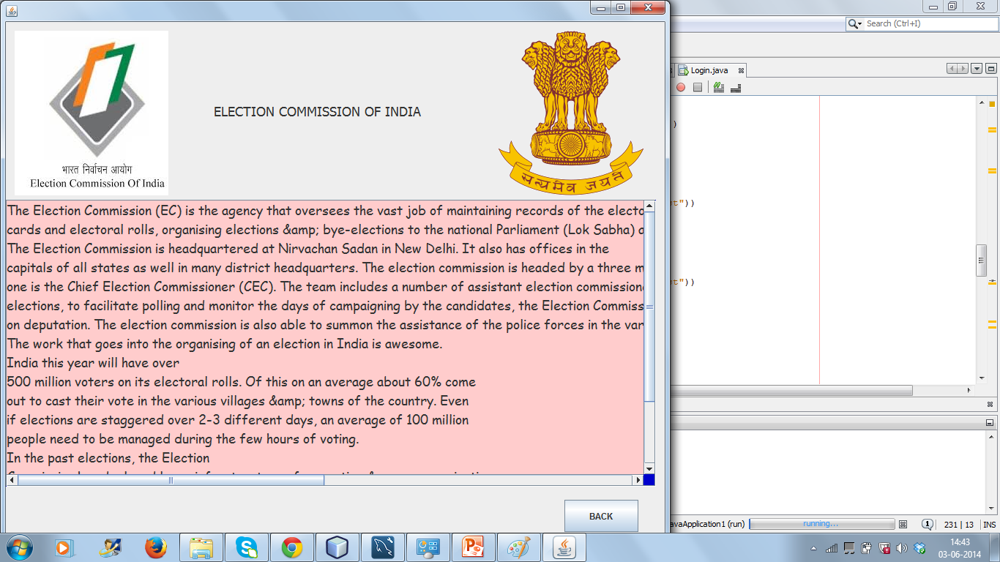 Search (Ctrl+I)
भारत निर्वाचन आयोग
Election Commission Of India
ELECTION COMMISSION OF INDIA
सत्यमेव जयते
Login.java
)
"))
"))
The Election Commission (EC) is the agency that oversees the vast job of maintaining records of the
cards and electoral rolls, organising elections &amp; bye-elections to the national Parliament (Lok Sabha)
The Election Commission is headquartered at Nirvachan Sadan in New Delhi. It also has offices in the
capitals of all states as well in many district headquarters. The election commission is headed by a three
one is the Chief Election Commissioner (CEC). The team includes a number of assistant election
elections, to facilitate polling and monitor the days of campaigning by the candidates, the Election
on deputation. The election commission is also able to summon the assistance of the police forces in the
The work that goes into the organising of an election in India is awesome.
India this year will have over
500 million voters on its electoral rolls. Of this on an average about 60% come
out to cast their vote in the various villages &amp; towns of the country. Even
if elections are staggered over 2-3 different days, an average of 100 million
people need to be managed during the few hours of voting.
In the past elections, the Election
BACK
avaApplication1 (run)
running...
1
231 | 13
INS
14:43
03-06-2014